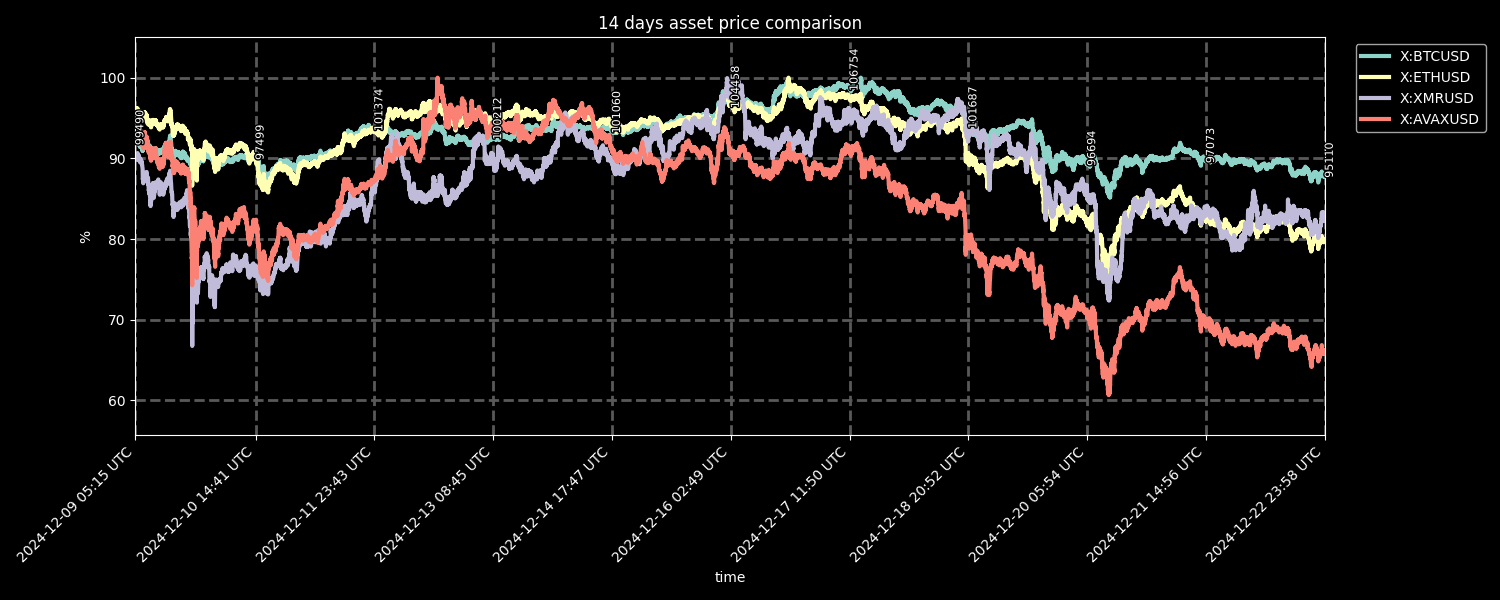 14 days asset price comparison
X:BTCUSD
X:ETHUSD
X:XMRUSD
X:AVAXUSD
%
100
90
80
70
60
97499
101374
100212
101060
104458
106754
101687
96694
97073
95110
2024-12-09 05:15 UTC
2024-12-10 14:41 UTC
2024-12-11 23:43 UTC
2024-12-13 08:45 UTC
2024-12-14 17:47 UTC
2024-12-16 02:49 UTC
2024-12-17 11:50 UTC
2024-12-18 20:52 UTC
2024-12-20 05:54 UTC
2024-12-21 14:56 UTC
2024-12-22 23:58 UTC
time